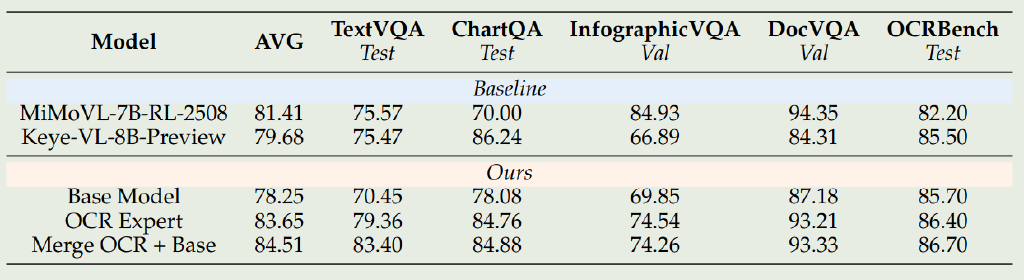 Model AVG TextVQA ChartQA InfographicVQA DocVQA OCRBench
Test Test Val Val Test
Baseline
MiMoVL-7B-RL-2508 81.41 75.57 70.00 84.93 94.35 82.20
Keye-VL-8B-Preview 79.68 75.47 86.24 66.89 84.31 85.50
Ours
Base Model 78.25 70.45 78.08 69.85 87.18 85.70
OCR Expert 83.65 79.36 84.76 74.54 93.21 86.40
Merge OCR + Base 84.51 83.40 84.88 74.26 93.33 86.70